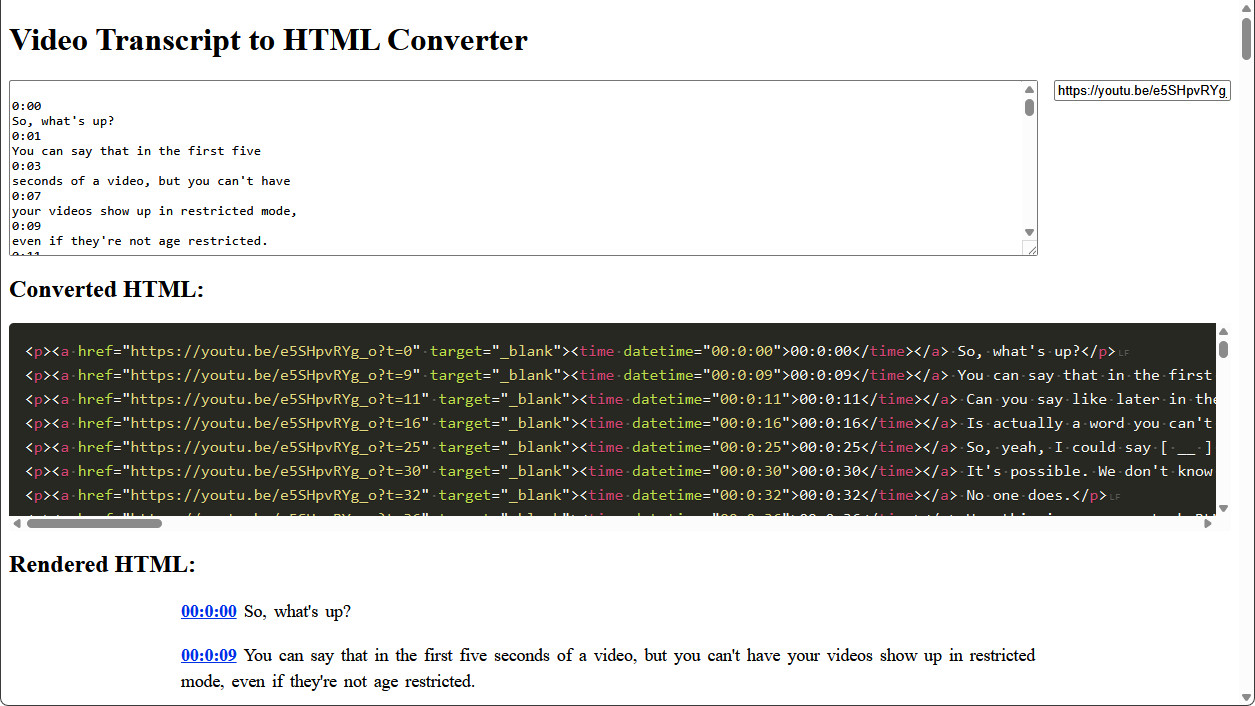 Video Transcript to HTML Converter
0:00
So, what's up?
0:01
You can say that in the first five
0:03
seconds of a video, but you can't have
0:07
your videos show up in restricted mode,
0:09
even if they're not age restricted.
0:11
https://youtu.be/e5SHpvRYg_
Converted HTML:
<p><a·href="https://youtu.be/e5SHpvRYg_o?t=0"·target="_blank"><time·datetime="00:0:00">00:0:00</time></a>·So,·what's·up?</p>LF
<p><a·href="https://youtu.be/e5SHpvRYg_o?t=9"·target="_blank"><time·datetime="00:0:09">00:0:09</time></a>·You·can·say·that·in·the·first
<p><a·href="https://youtu.be/e5SHpvRYg_o?t=11"·target="_blank"><time·datetime="00:0:11">00:0:11</time></a>·Can·you·say·like·later·in·the
<p><a·href="https://youtu.be/e5SHpvRYg_o?t=16"·target="_blank"><time·datetime="00:0:16">00:0:16</time></a>·Is·actually·a·word·you·can't
<p><a·href="https://youtu.be/e5SHpvRYg_o?t=25"·target="_blank"><time·datetime="00:0:25">00:0:25</time></a>·So,·yeah,·I·could·say·[·__·]
<p><a·href="https://youtu.be/e5SHpvRYg_o?t=30"·target="_blank"><time·datetime="00:0:30">00:0:30</time></a>·It's·possible.·We·don't·know
<p><a·href="https://youtu.be/e5SHpvRYg_o?t=32"·target="_blank"><time·datetime="00:0:32">00:0:32</time></a>·No·one·does.</p>LF
Rendered HTML:
00:0:00 So, what's up?
00:0:09 You can say that in the first five seconds of a video, but you can't have your videos show up in restricted
mode, even if they're not age restricted.